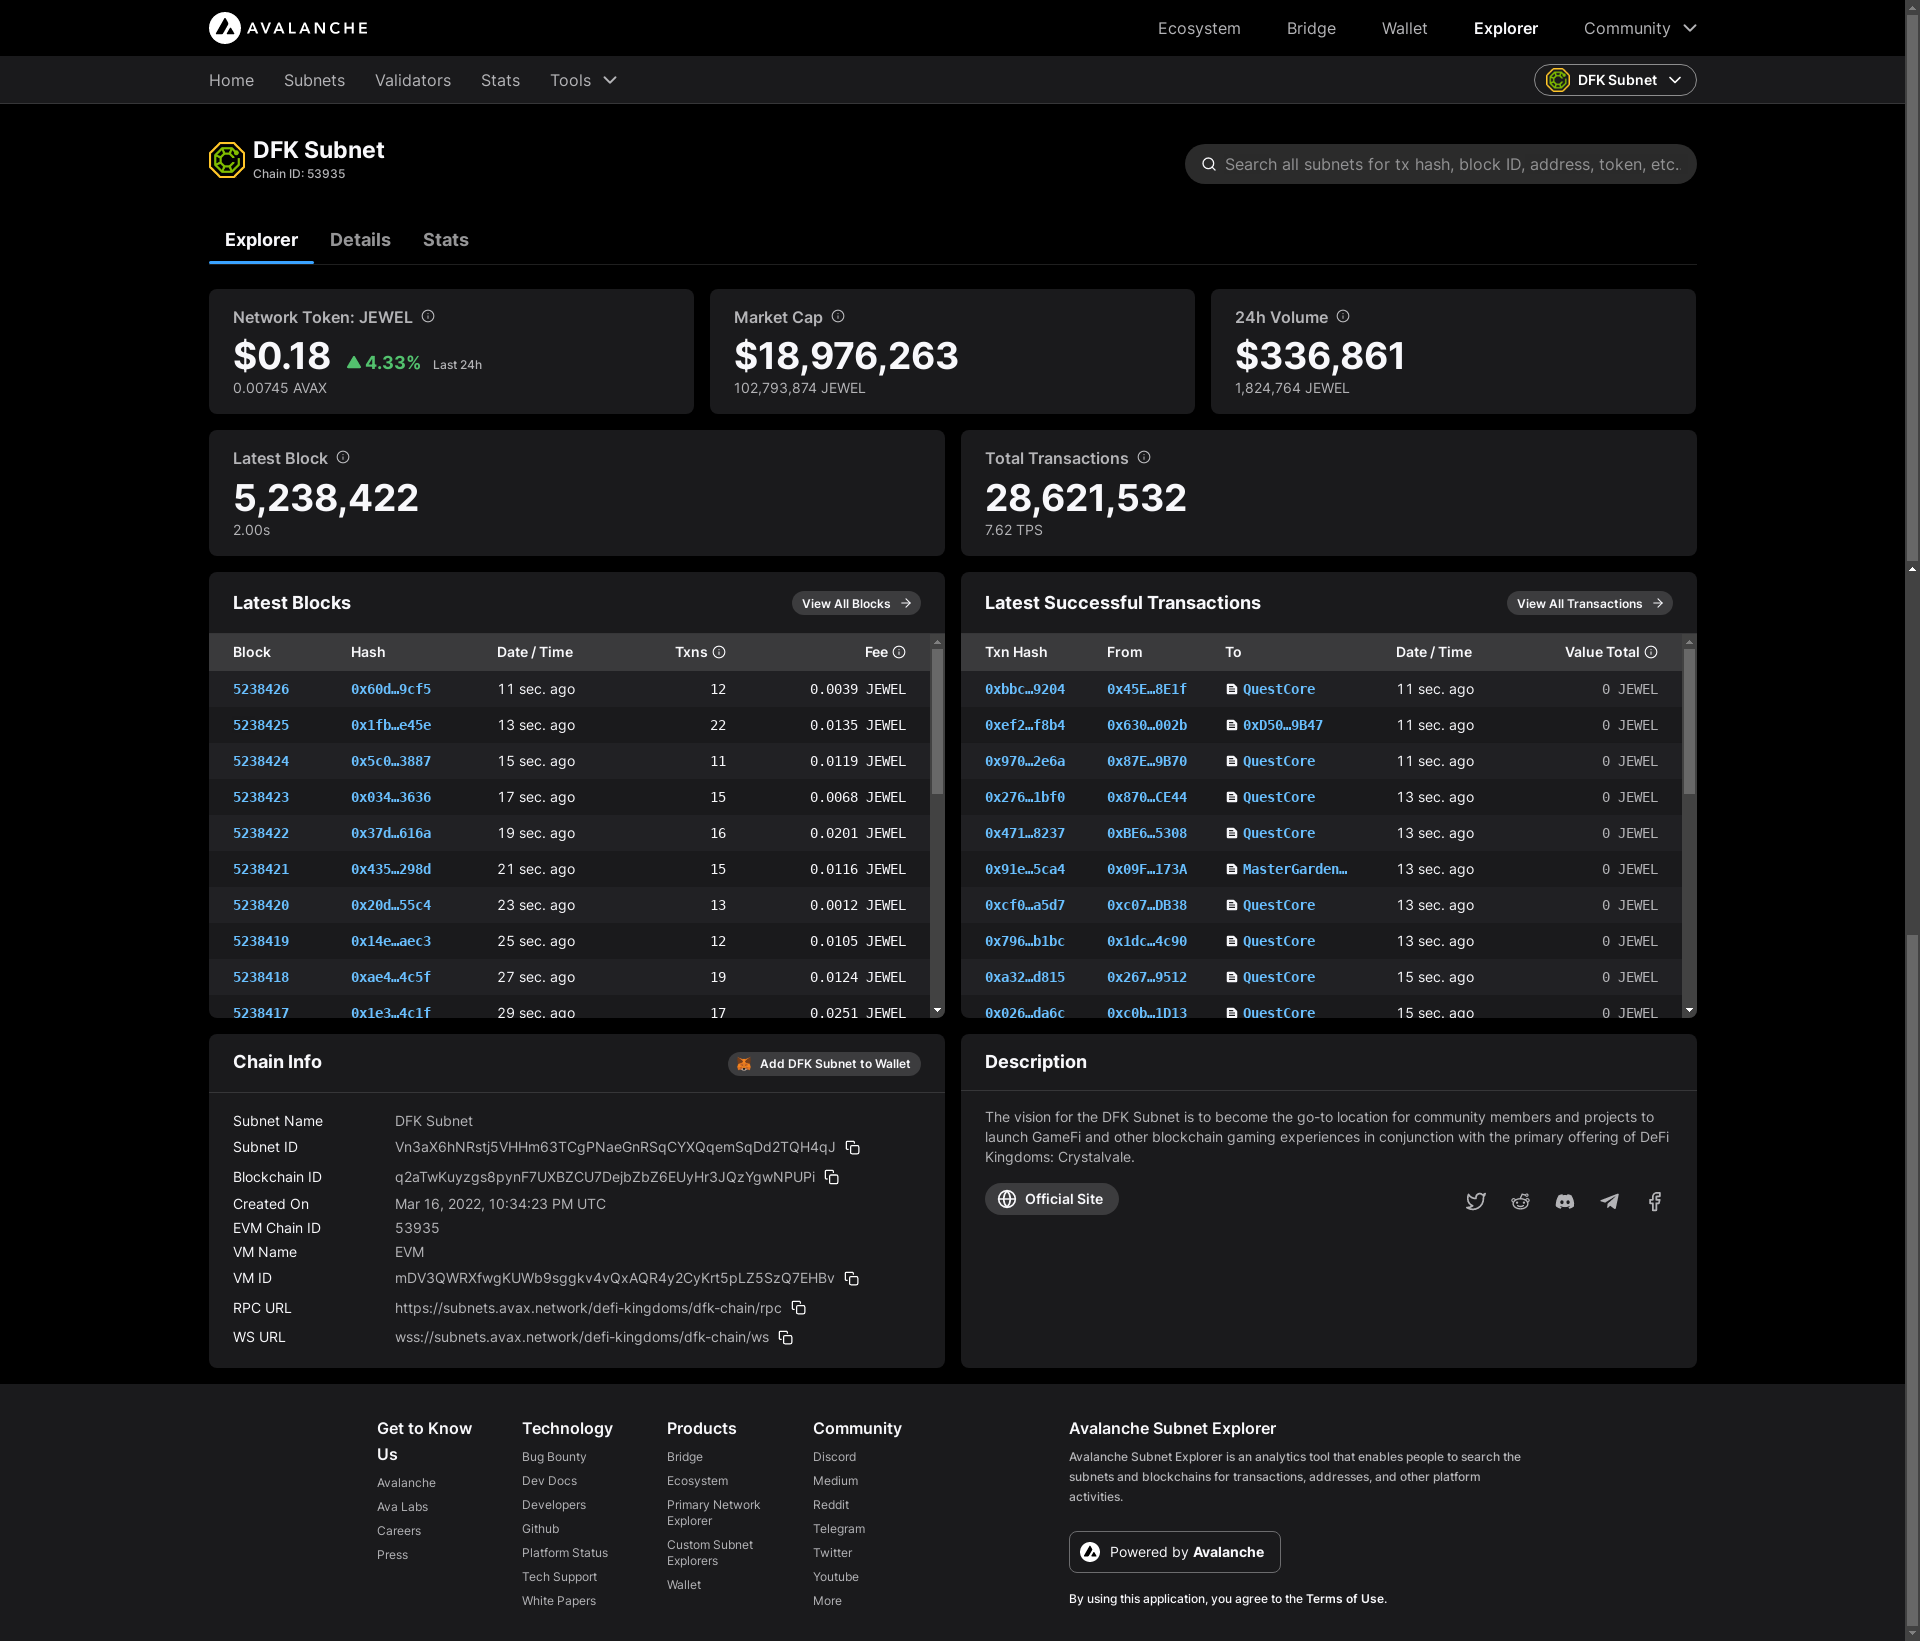 AVALANCHE
Ecosystem Bridge Wallet Explorer Community
Home Subnets Validators Stats Tools DFK Subnet
DFK Subnet
Chain ID: 53935
Search all subnets for tx hash, block ID, address, token, etc.
Explorer Details Stats
Network Token: JEWEL
$0.18 4.33% Last 24h
0.00745 AVAX
Market Cap
$18,976,263
102,793,874 JEWEL
24h Volume
$336,861
1,824,764 JEWEL
Latest Block
5,238,422
2.00s
Total Transactions
28,621,532
7.62 TPS
Latest Blocks View All Blocks
Block Hash Date / Time Txns Fee
5238426 0x60d…9cf5 11 sec. ago 12 0.0039 JEWEL
5238425 0x1fb…e45e 13 sec. ago 22 0.0135 JEWEL
5238424 0x5c0…3887 15 sec. ago 11 0.0119 JEWEL
5238423 0x034…3636 17 sec. ago 15 0.0068 JEWEL
5238422 0x37d…616a 19 sec. ago 16 0.0201 JEWEL
5238421 0x435…298d 21 sec. ago 15 0.0116 JEWEL
5238420 0x20d…55c4 23 sec. ago 13 0.0012 JEWEL
5238419 0x14e…aec3 25 sec. ago 12 0.0105 JEWEL
5238418 0xae4…4c5f 27 sec. ago 19 0.0124 JEWEL
5238417 0x1e3…4c1f 29 sec. ago 17 0.0251 JEWEL
Latest Successful Transactions View All Transactions
Txn Hash From To Date / Time Value Total
0xbbc…9204 0x45E…8E1f QuestCore 11 sec. ago 0 JEWEL
0xef2…f8b4 0x630…002b 0xD50…9B47 11 sec. ago 0 JEWEL
0x970…2e6a 0x87E…9B70 QuestCore 11 sec. ago 0 JEWEL
0x276…1bf0 0x870…CE44 QuestCore 13 sec. ago 0 JEWEL
0x471…8237 0xBE6…5308 QuestCore 13 sec. ago 0 JEWEL
0x91e…5ca4 0x09F…173A MasterGarden… 13 sec. ago 0 JEWEL
0xcf0…a5d7 0xc07…DB38 QuestCore 13 sec. ago 0 JEWEL
0x796…b1bc 0x1dc…4c90 QuestCore 13 sec. ago 0 JEWEL
0xa32…d815 0x267…9512 QuestCore 15 sec. ago 0 JEWEL
0x026…da6c 0xc0b…1D13 QuestCore 15 sec. ago 0 JEWEL
Chain Info Add DFK Subnet to Wallet
Subnet Name DFK Subnet
Subnet ID Vn3aX6hNRstj5VHHm63TCgPNaeGnRSqCYXQqemSqDd2TQH4qJ
Blockchain ID q2aTwKuyzgs8pynF7UXBZCU7DejbZbZ6EUyHr3JQzYgwNPUPi
Created On Mar 16, 2022, 10:34:23 PM UTC
EVM Chain ID 53935
VM Name EVM
VM ID mDV3QWRXfwgKUWb9sggkv4vQxAQR4y2CyKrt5pLZ5SzQ7EHBv
RPC URL https://subnets.avax.network/defi-kingdoms/dfk-chain/rpc
WS URL wss://subnets.avax.network/defi-kingdoms/dfk-chain/ws
Description
The vision for the DFK Subnet is to become the go-to location for community members and projects to
launch GameFi and other blockchain gaming experiences in conjunction with the primary offering of DeFi
Kingdoms: Crystalvale.
Official Site
Get to Know
Us
Avalanche
Ava Labs
Careers
Press
Technology
Bug Bounty
Dev Docs
Developers
Github
Platform Status
Tech Support
White Papers
Products
Bridge
Ecosystem
Primary Network
Explorer
Custom Subnet
Explorers
Wallet
Community
Discord
Medium
Reddit
Telegram
Twitter
Youtube
More
Avalanche Subnet Explorer
Avalanche Subnet Explorer is an analytics tool that enables people to search the
subnets and blockchains for transactions, addresses, and other platform
activities.
Powered by Avalanche
By using this application, you agree to the Terms of Use.